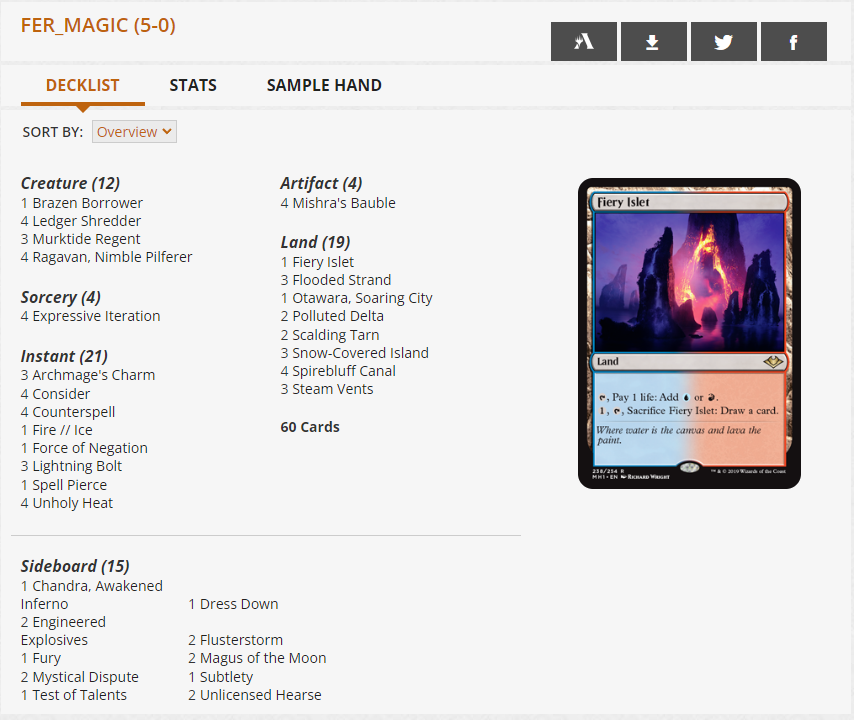 FER_MAGIC (5-0)
DECKLIST
STATS
SAMPLE HAND
SORT BY: Overview
Creature (12)
1 Brazen Borrower
4 Ledger Shredder
3 Murktide Regent
4 Ragavan, Nimble Pilferer
Sorcery (4)
4 Expressive Iteration
Instant (21)
3 Archmage's Charm
4 Consider
4 Counterspell
1 Fire // Ice
1 Force of Negation
3 Lightning Bolt
1 Spell Pierce
4 Unholy Heat
Artifact (4)
4 Mishra's Bauble
Land (19)
1 Fiery Islet
3 Flooded Strand
1 Otawara, Soaring City
2 Polluted Delta
2 Scalding Tarn
3 Snow-Covered Island
4 Spirebluff Canal
3 Steam Vents
60 Cards
Fiery Islet
Land
, Pay 1 life: Add or .
1, , Sacrifice Fiery Islet: Draw a card.
Where water is the canvas and lava the
paint.
238/254 R
MH1 • EN RICHARD WRIGHT
™ & © 2019 Wizards of the Coast
Sideboard (15)
1 Chandra, Awakened
Inferno
2 Engineered
Explosives
1 Fury
2 Mystical Dispute
1 Test of Talents
1 Dress Down
2 Flusterstorm
2 Magus of the Moon
1 Subtlety
2 Unlicensed Hearse